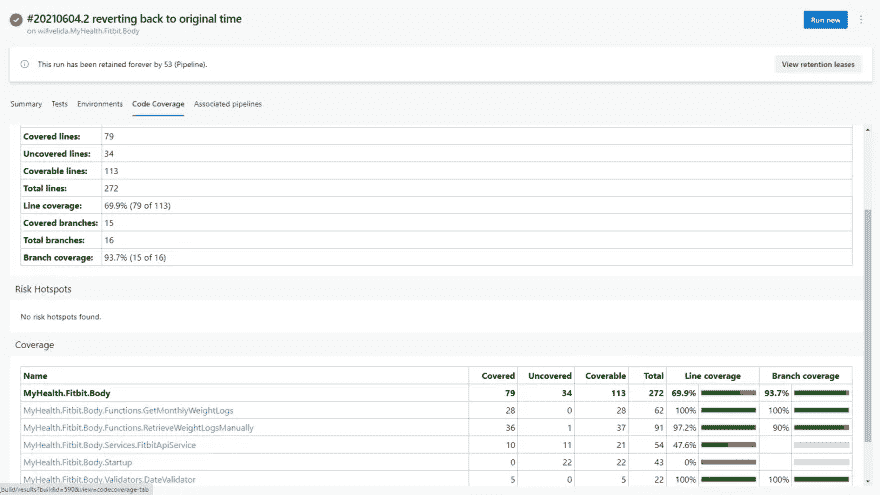 #20210604.2 reverting back to original time
Run new
on willvelida.MyHealth.Fitbit.Body
This run has been retained forever by 53 (Pipeline).
View retention leases
Summary Tests Environments Code Coverage Associated pipelines
Covered lines: 79
Uncovered lines: 34
Coverable lines: 113
Total lines: 272
Line coverage: 69.9% (79 of 113)
Covered branches: 15
Total branches: 16
Branch coverage: 93.7% (15 of 16)
Risk Hotspots
No risk hotspots found.
Coverage
Name Covered Uncovered Coverable Total Line coverage Branch coverage
MyHealth.Fitbit.Body 79 34 113 272 69.9% 93.7%
MyHealth.Fitbit.Body.Functions.GetMonthlyWeightLogs 28 0 28 62 100% 100%
MyHealth.Fitbit.Body.Functions.RetrieveWeightLogsManually 36 1 37 91 97.2% 90%
MyHealth.Fitbit.Body.Services.FitbitApiService 10 11 21 54 47.6%
MyHealth.Fitbit.Body.Startup 0 22 22 43 0%
MyHealth.Fitbit.Body.Validators.DateValidator 5 0 5 22 100% 100%